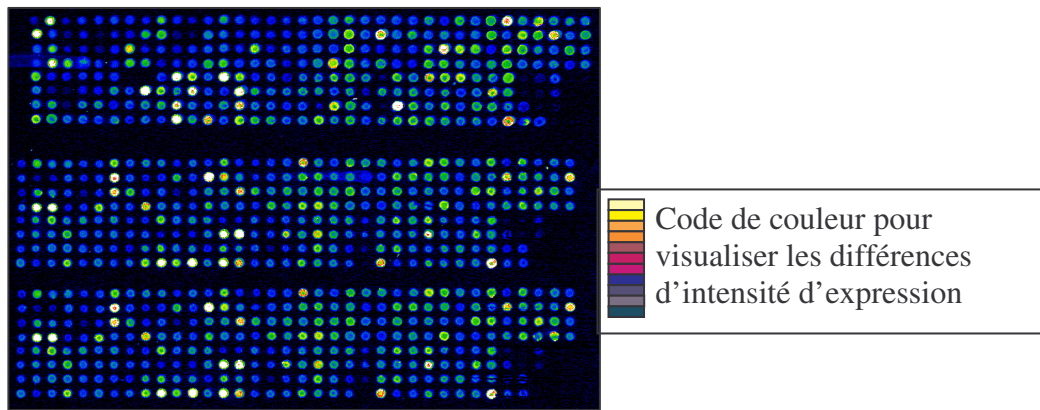 Code de couleur pour
visualiser les différences
d’intensité d’expression